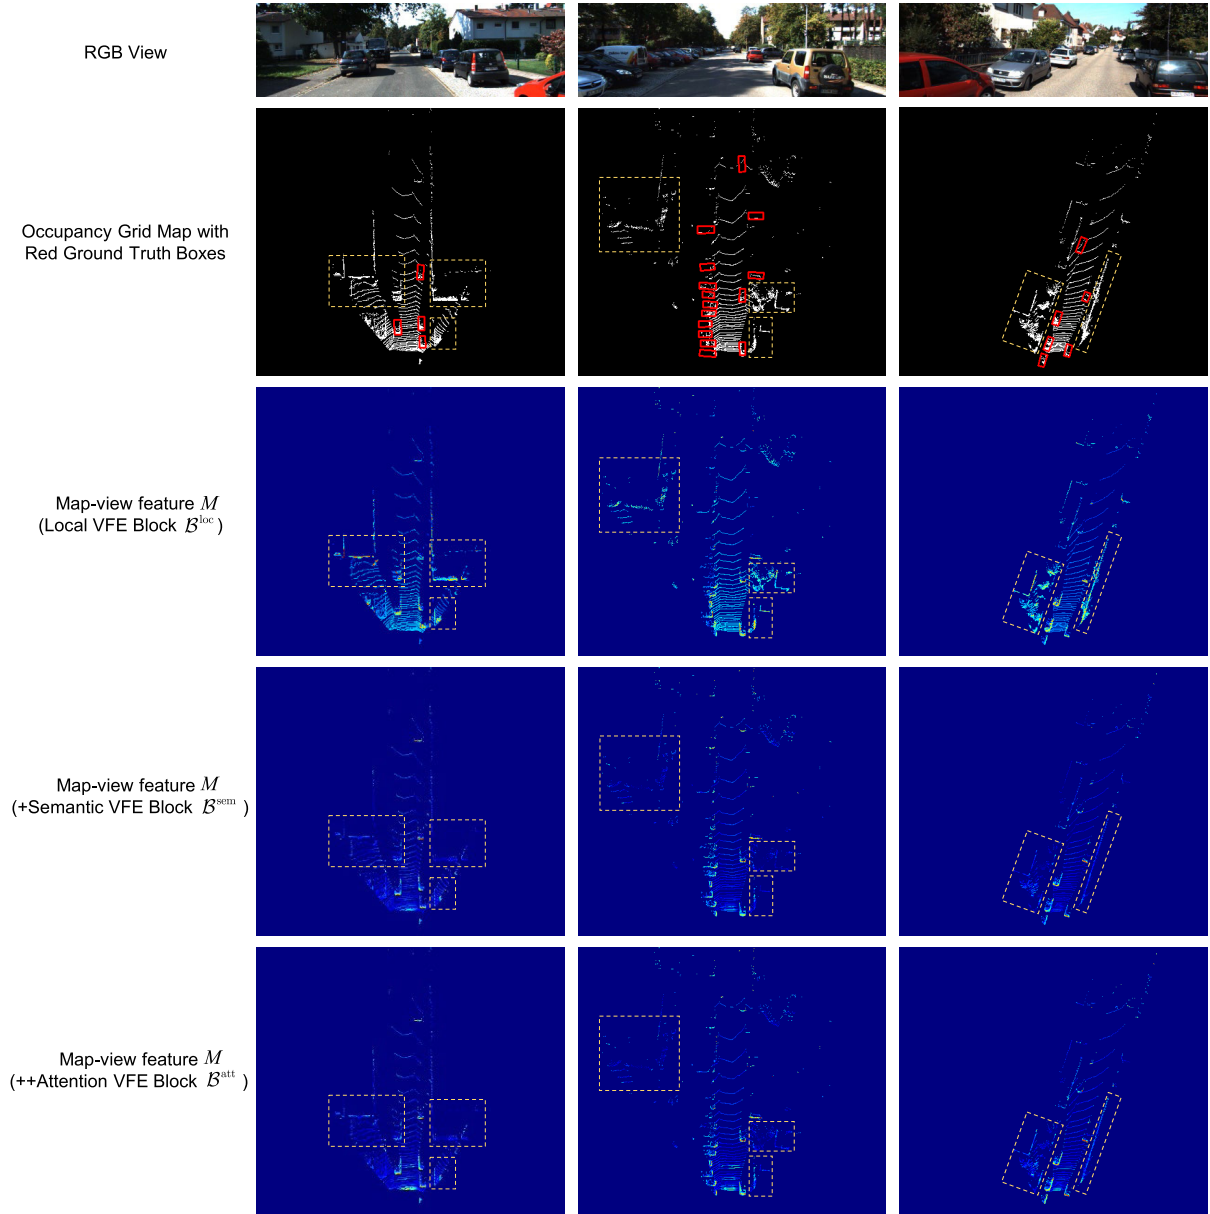 RGB View
Occupancy Grid Map with
Red Ground Truth Boxes
Map-view feature M
(Local VFE Block 𝓑^loc)
Map-view feature M
(+Semantic VFE Block 𝓑^sem )
Map-view feature M
(++Attention VFE Block 𝓑^att )